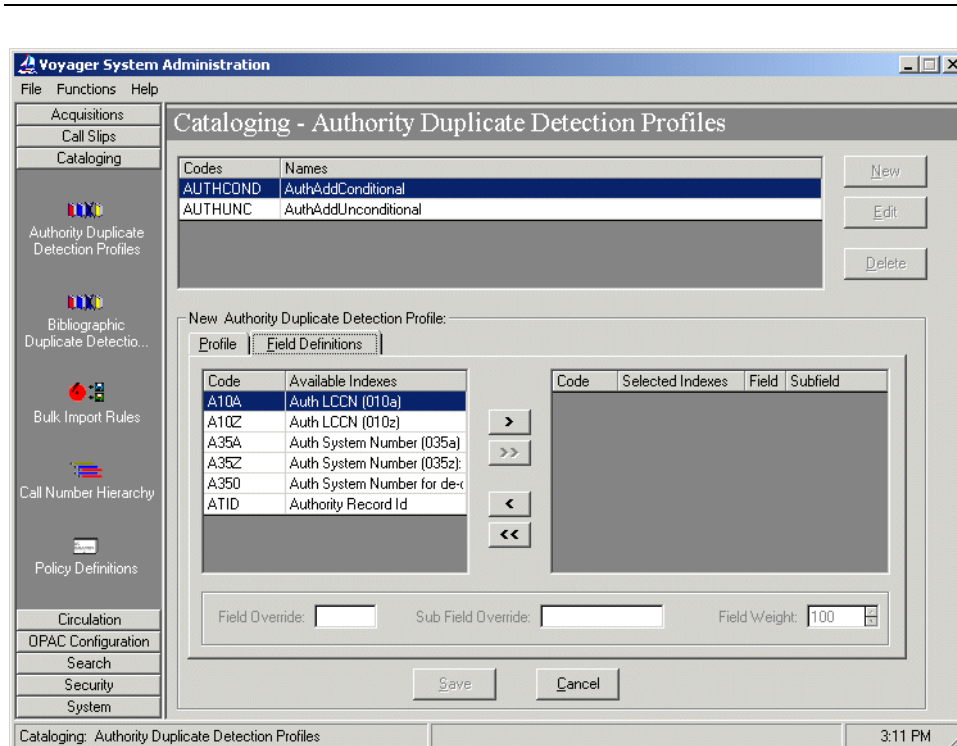 Voyager System Administration
File Functions Help
Acquisitions
Call Slips
Cataloging
Authority Duplicate
Detection Profiles
Bibliographic
Duplicate Detectio...
Bulk Import Rules
Call Number Hierarchy
Policy Definitions
Circulation
OPAC Configuration
Search
Security
System
Cataloging - Authority Duplicate Detection Profiles
Codes Names
AUTHCOND AuthAddConditional
AUTHUNC AuthAddUnconditional
New
Edit
Delete
New Authority Duplicate Detection Profile:
Profile Field Definitions
Code Available Indexes
A10A Auth LCCN (010a)
A10Z Auth LCCN (010z)
A35A Auth System Number (035a)
A35Z Auth System Number (035z):
A350 Auth System Number for de-
ATID Authority Record Id
>
>>
<
<<
Code Selected Indexes Field Subfield
Field Override: Sub Field Override: Field Weight: 100
Save Cancel
Cataloging: Authority Duplicate Detection Profiles 3:11 PM